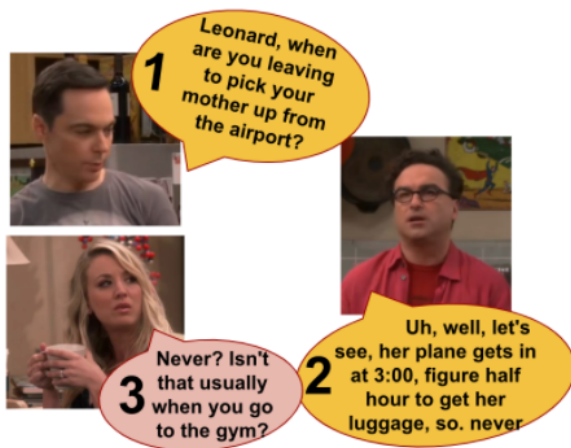 1
Leonard, when
are you leaving
to pick your
mother up from
the airport?
2
Uh, well, let's
see, her plane gets in
at 3:00, figure half
hour to get her
luggage, so. never
3
Never? Isn't
that usually
when you go
to the gym?